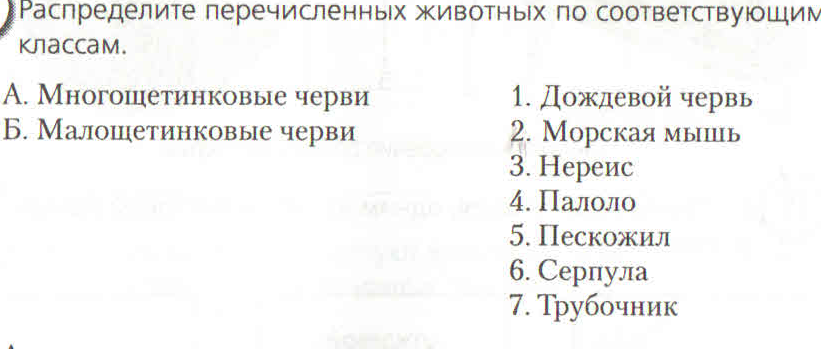 Распределите перечисленных животных по соответствующим
классам.
А. Многощетинковые черви
Б. Малощетинковые черви
1. Дождевой червь
2. Морская мышь
3. Нереис
4. Палоло
5. Пескожил
6. Серпула
7. Трубочник